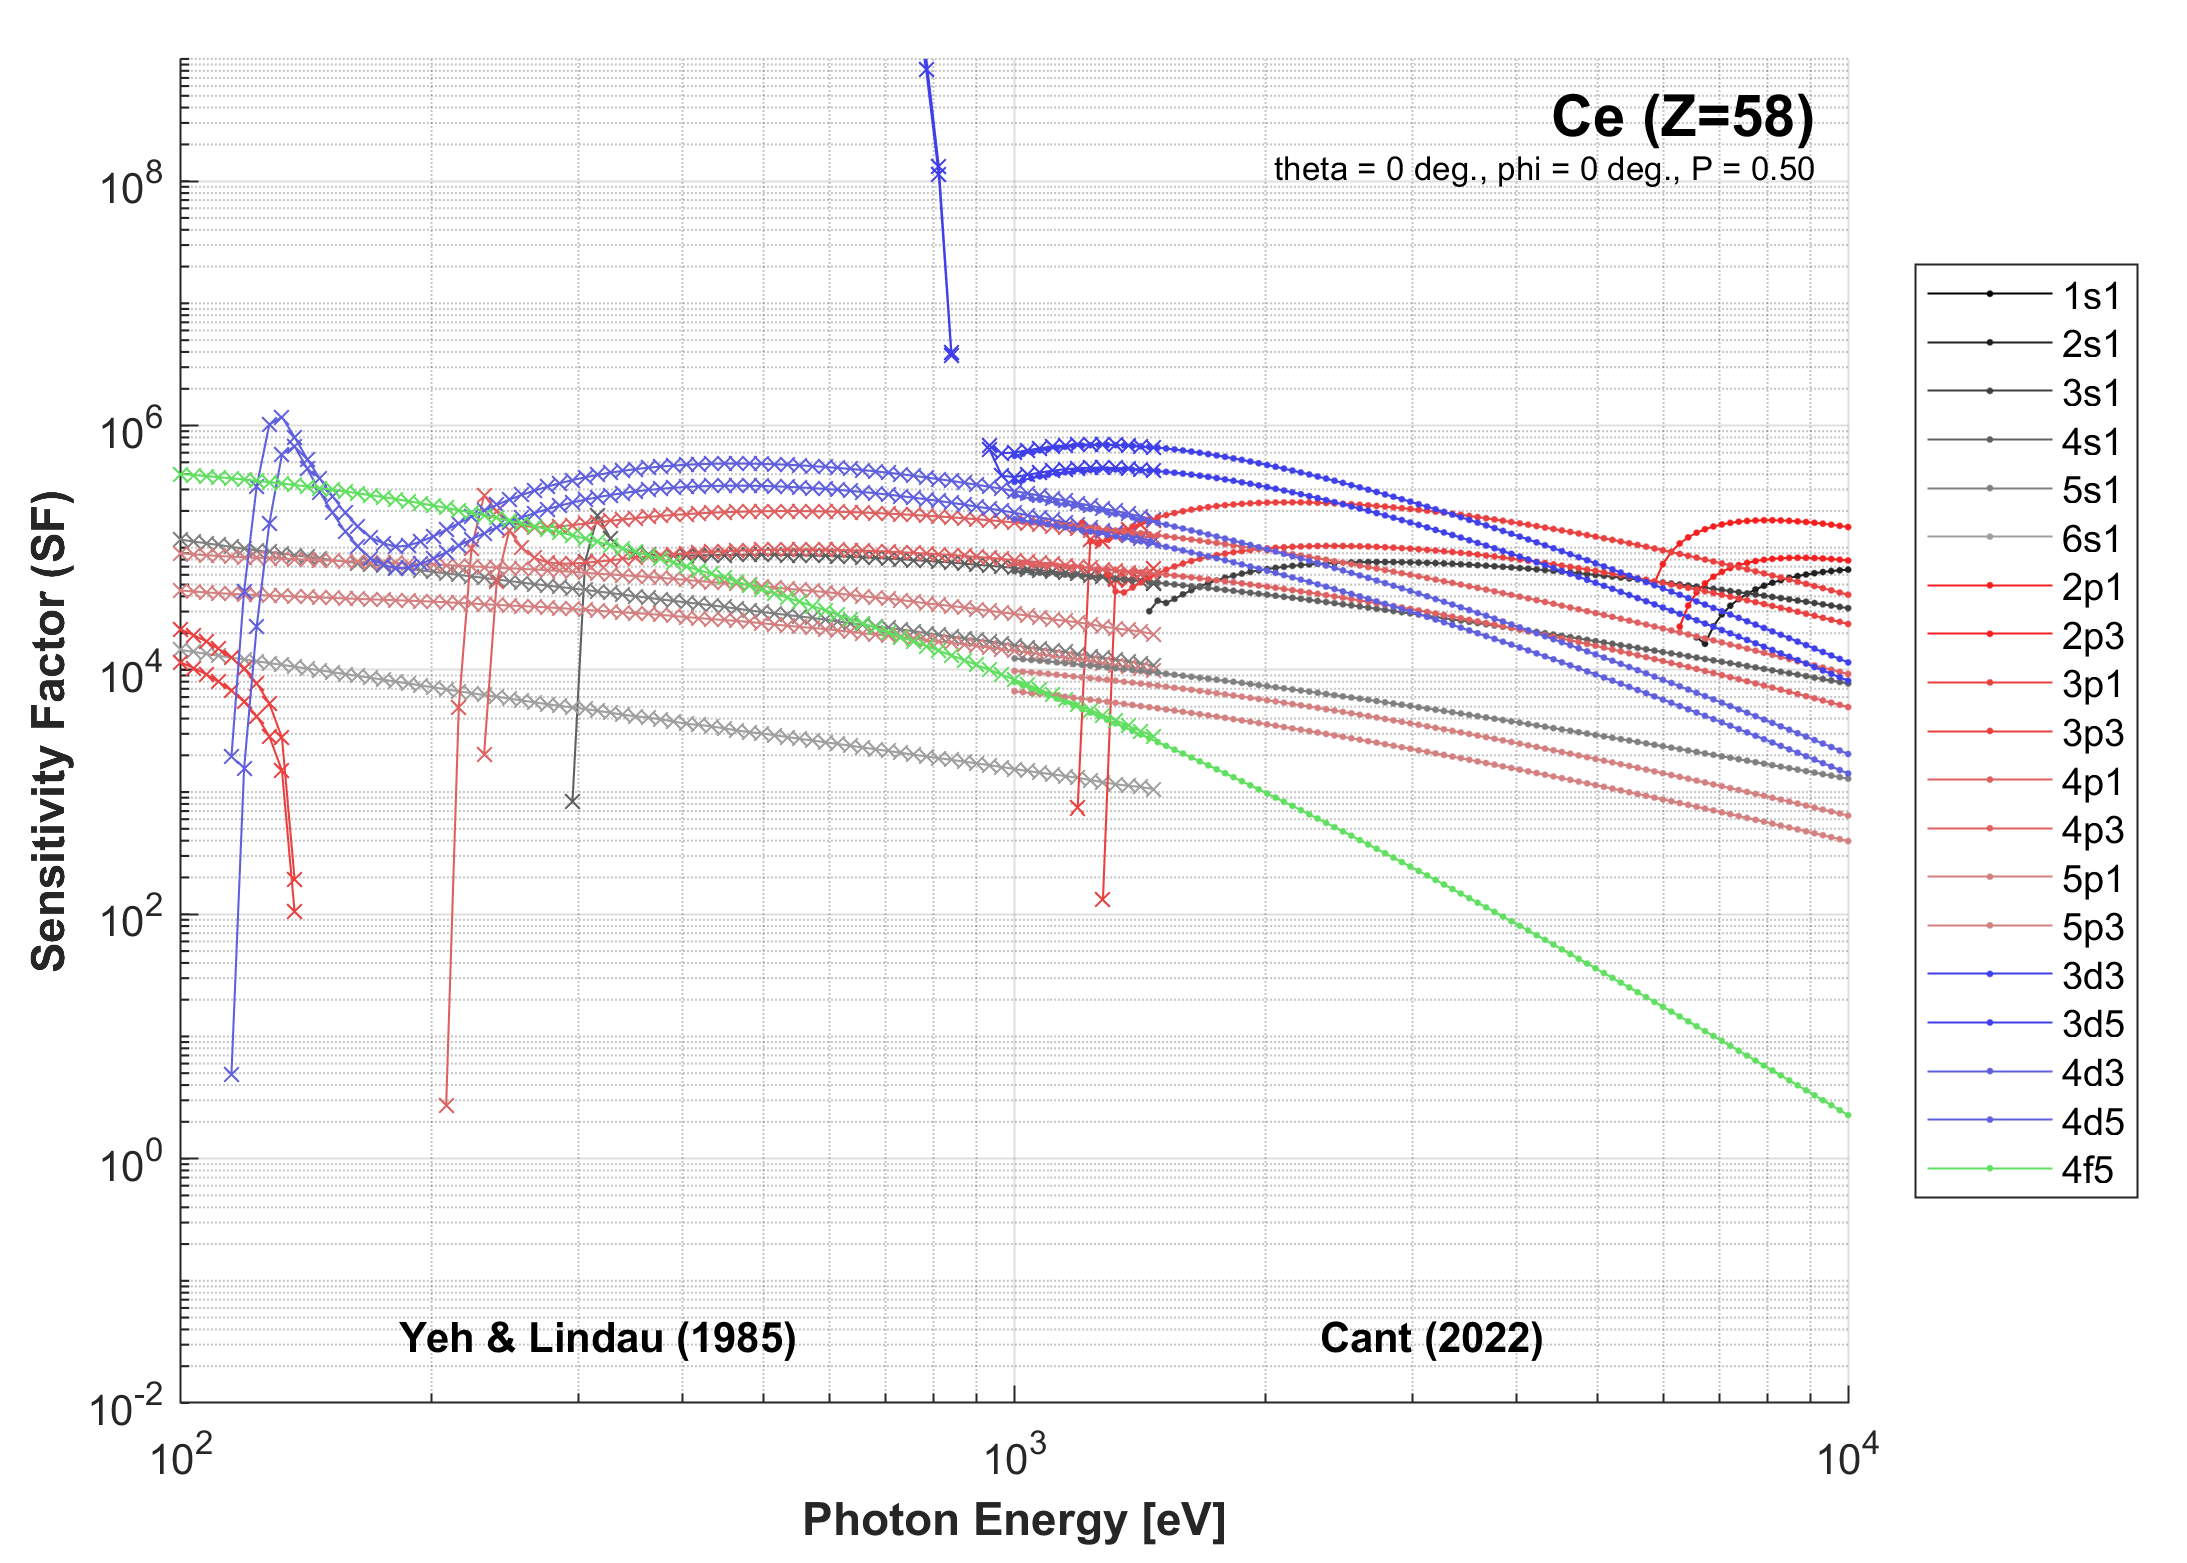 Ce (Z=58)
theta = 0 deg., phi = 0 deg., P = 0.50
Sensitivity Factor (SF)
10^8
10^6
10^4
10^2
10^0
10^-2
10^2
10^3
10^4
Photon Energy [eV]
Yeh & Lindau (1985)
Cant (2022)
1s1
2s1
3s1
4s1
5s1
6s1
2p1
2p3
3p1
3p3
4p1
4p3
5p1
5p3
3d3
3d5
4d3
4d5
4f5